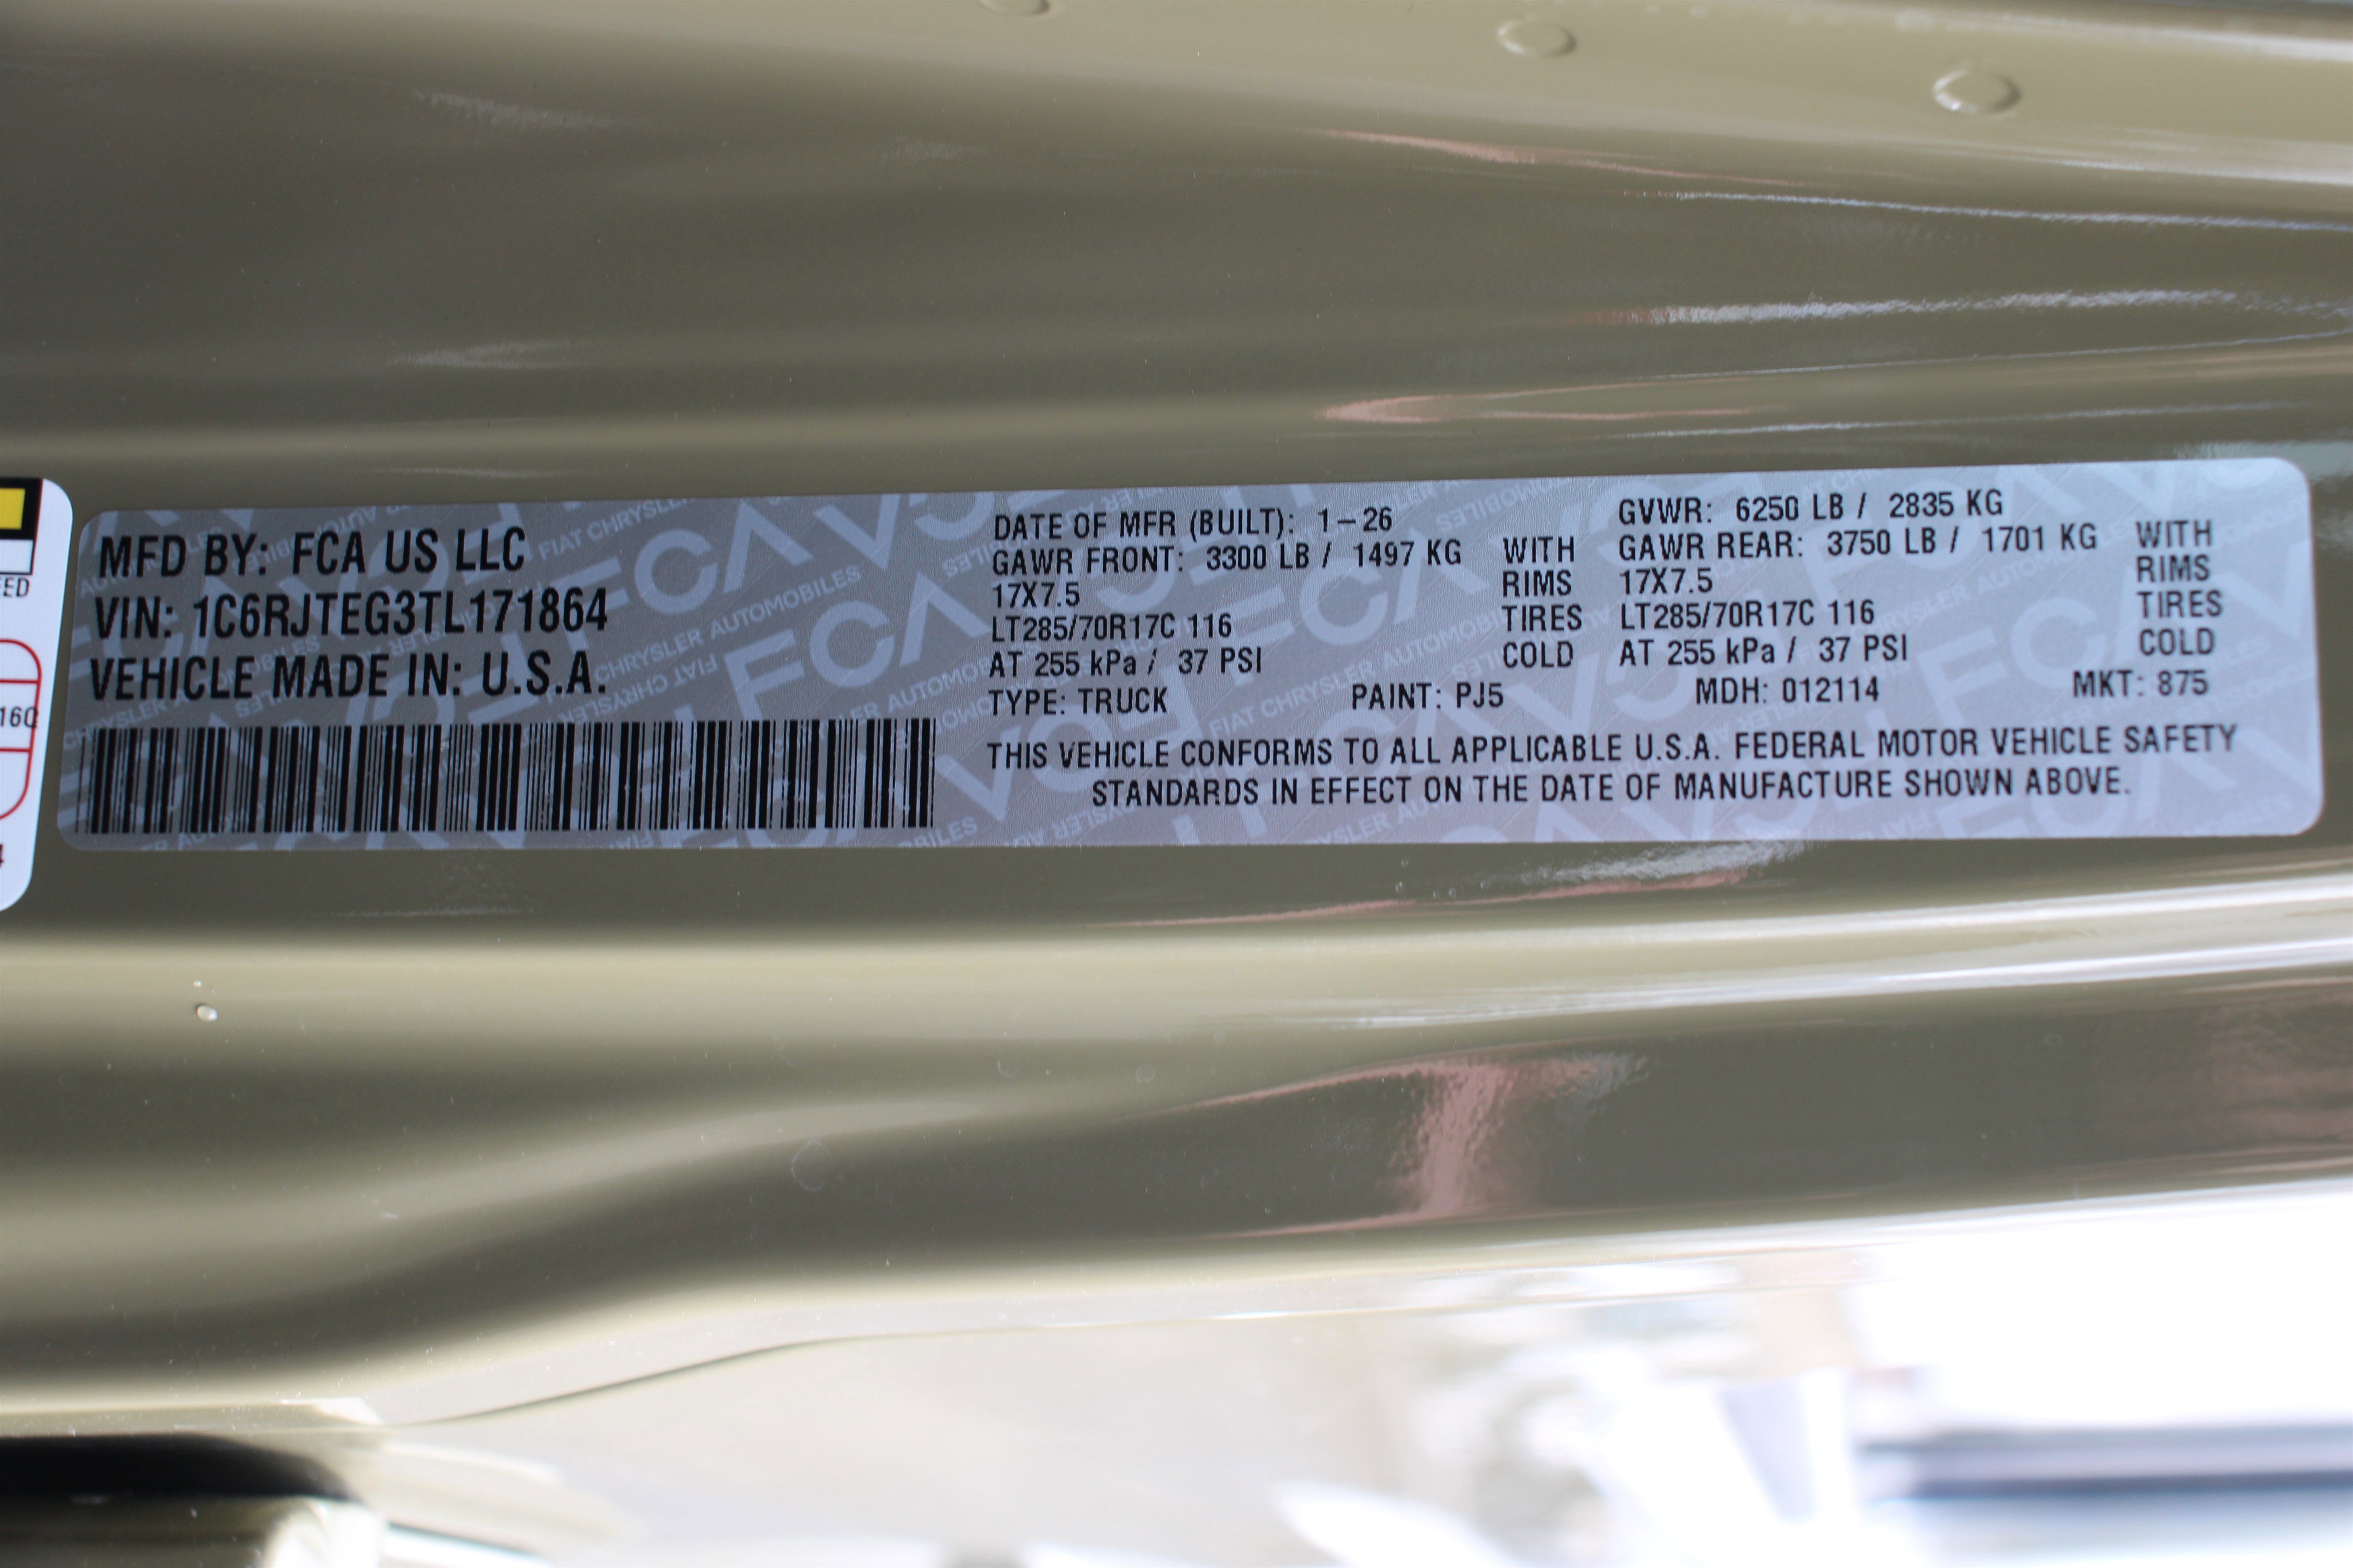 MFD BY: FCA US LLC
VIN: 1C6RJTEG3TL171864
VEHICLE MADE IN: U.S.A.
DATE OF MFR (BUILT): 1-26 GVWR: 6250 LB / 2835 KG
GAWR FRONT: 3300 LB / 1497 KG WITH GAWR REAR: 3750 LB / 1701 KG WITH
17X7.5 RIMS 17X7.5 RIMS
LT285/70R17C 116 TIRES LT285/70R17C 116 TIRES
AT 255 kPa / 37 PSI COLD AT 255 kPa / 37 PSI COLD
TYPE: TRUCK PAINT: PJ5 MDH: 012114 MKT: 875
THIS VEHICLE CONFORMS TO ALL APPLICABLE U.S.A. FEDERAL MOTOR VEHICLE SAFETY
STANDARDS IN EFFECT ON THE DATE OF MANUFACTURE SHOWN ABOVE.